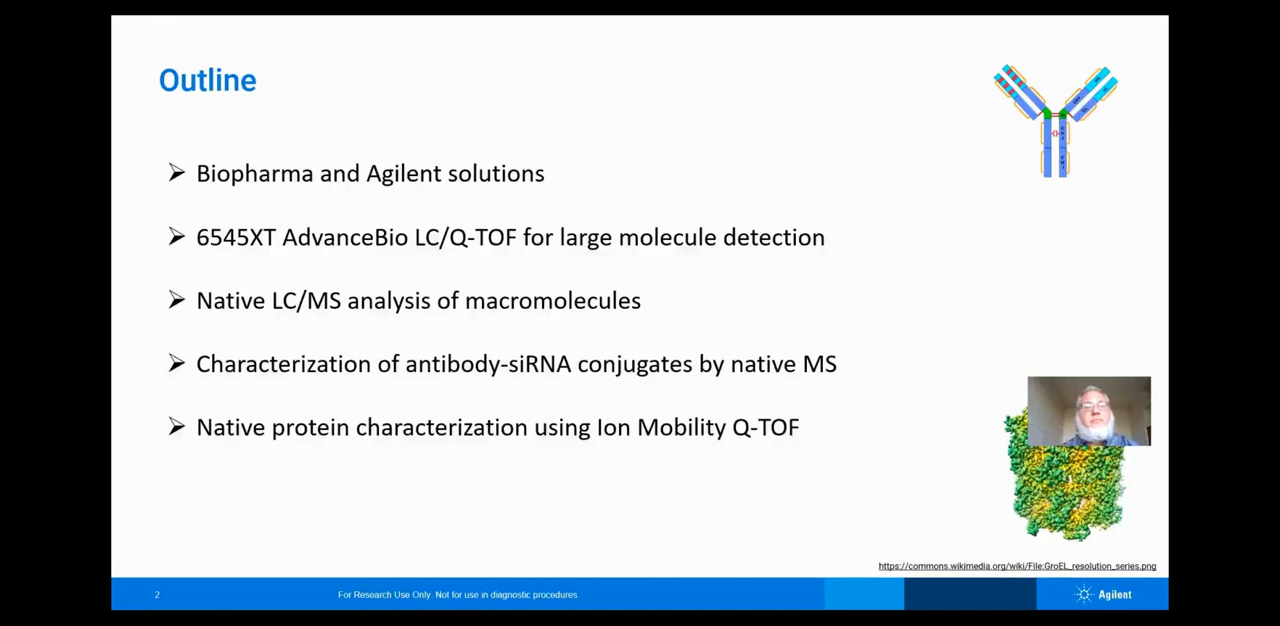 Outline
➢ Biopharma and Agilent solutions
➢ 6545XT AdvanceBio LC/Q-TOF for large molecule detection
➢ Native LC/MS analysis of macromolecules
➢ Characterization of antibody-siRNA conjugates by native MS
➢ Native protein characterization using Ion Mobility Q-TOF
https://commons.wikimedia.org/wiki/File:GroEL_resolution_series.png
2
For Research Use Only. Not for use in diagnostic procedures.
Agilent